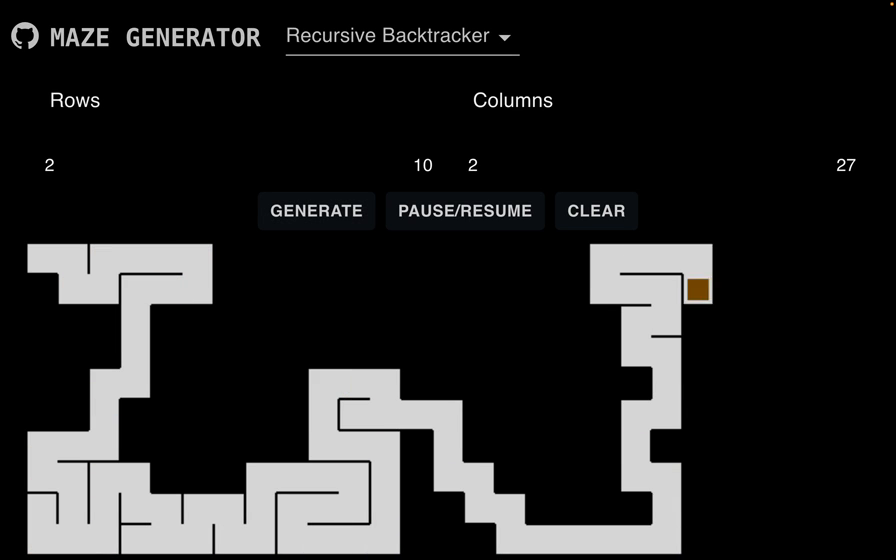 MAZE GENERATOR Recursive Backtracker
Rows Columns
2 10 2 27
GENERATE PAUSE/RESUME CLEAR